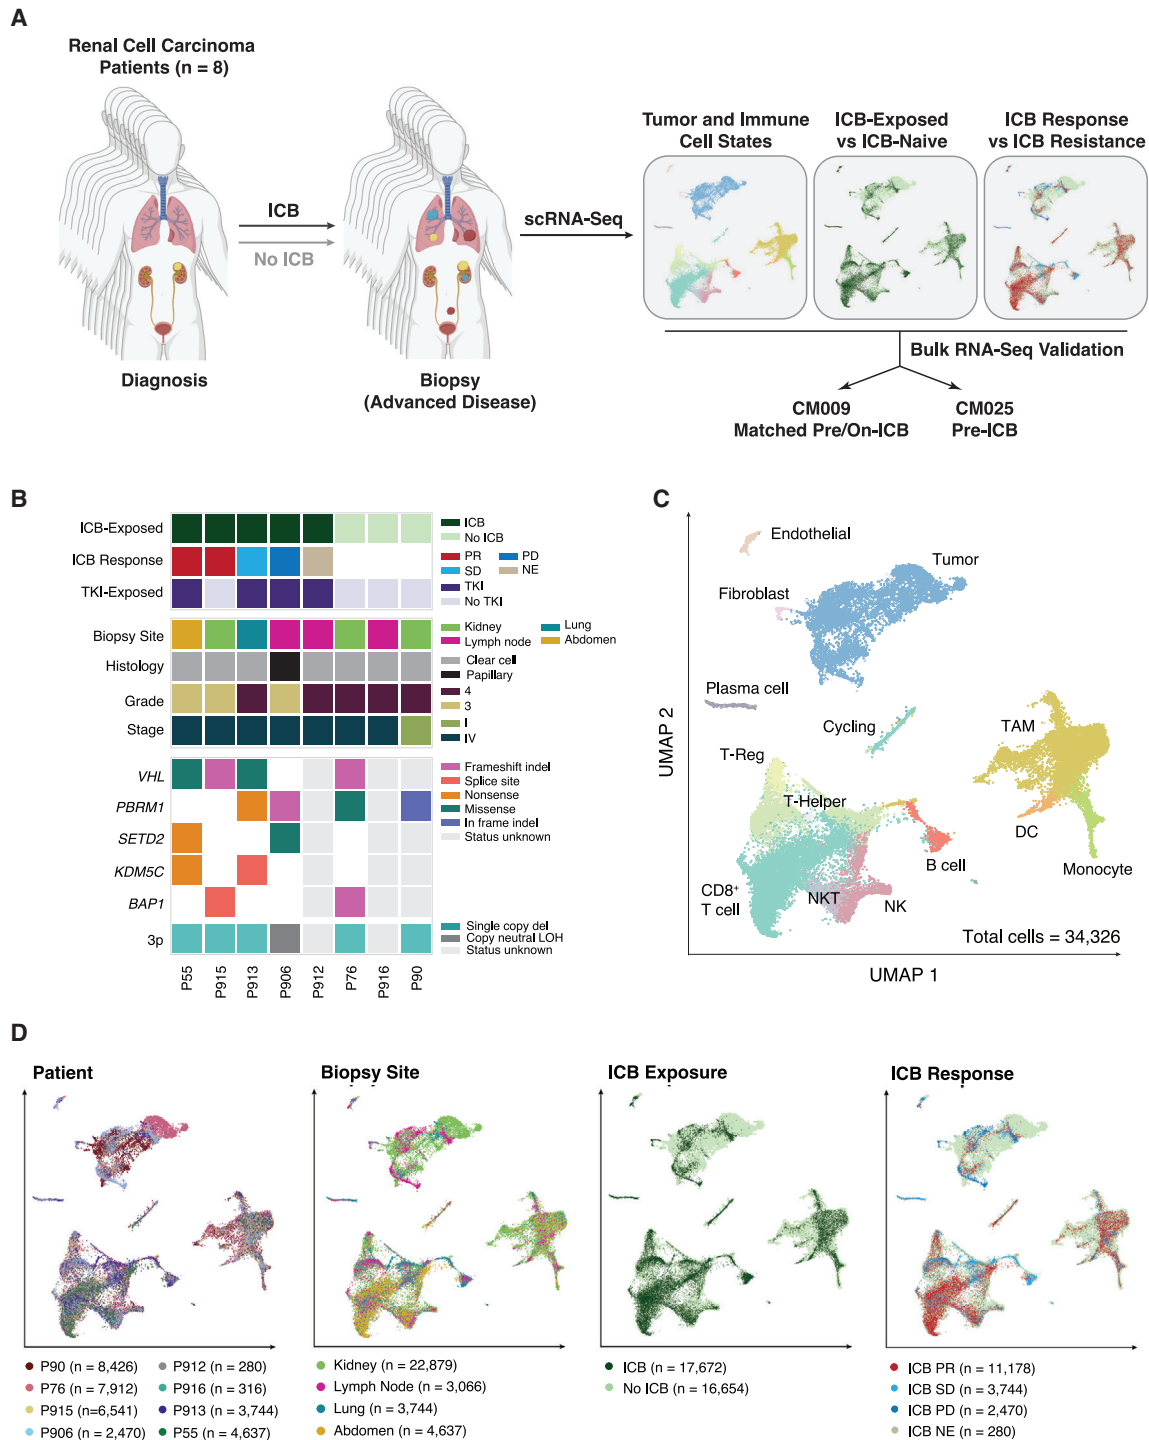 A
Renal Cell Carcinoma
Patients (n = 8)
ICB
No ICB
Diagnosis
Biopsy
(Advanced Disease)
scRNA-Seq
Tumor and Immune
Cell States
ICB-Exposed
vs ICB-Naive
ICB Response
vs ICB Resistance
Bulk RNA-Seq Validation
CM009
Matched Pre/On-ICB
CM025
Pre-ICB
B
ICB-Exposed
ICB Response
TKI-Exposed
Biopsy Site
Histology
Grade
Stage
VHL
PBRM1
SETD2
KDM5C
BAP1
3p
P55
P915
P913
P906
P912
P76
P916
P90
ICB
No ICB
PR
PD
SD
NE
TKI
No TKI
Kidney
Lung
Lymph node
Abdomen
Clear cell
Papillary
4
3
I
IV
Frameshift indel
Splice site
Nonsense
Missense
In frame indel
Status unknown
Single copy del
Copy neutral LOH
Status unknown
C
UMAP 2
UMAP 1
Endothelial
Tumor
Fibroblast
Plasma cell
Cycling
TAM
T-Reg
T-Helper
DC
B cell
Monocyte
CD8⁺
T cell
NKT
NK
Total cells = 34,326
D
Patient
P90 (n = 8,426)
P76 (n = 7,912)
P915 (n=6,541)
P906 (n = 2,470)
P912 (n = 280)
P916 (n = 316)
P913 (n = 3,744)
P55 (n = 4,637)
Biopsy Site
Kidney (n = 22,879)
Lymph Node (n = 3,066)
Lung (n = 3,744)
Abdomen (n = 4,637)
ICB Exposure
ICB (n = 17,672)
No ICB (n = 16,654)
ICB Response
ICB PR (n = 11,178)
ICB SD (n = 3,744)
ICB PD (n = 2,470)
ICB NE (n = 280)